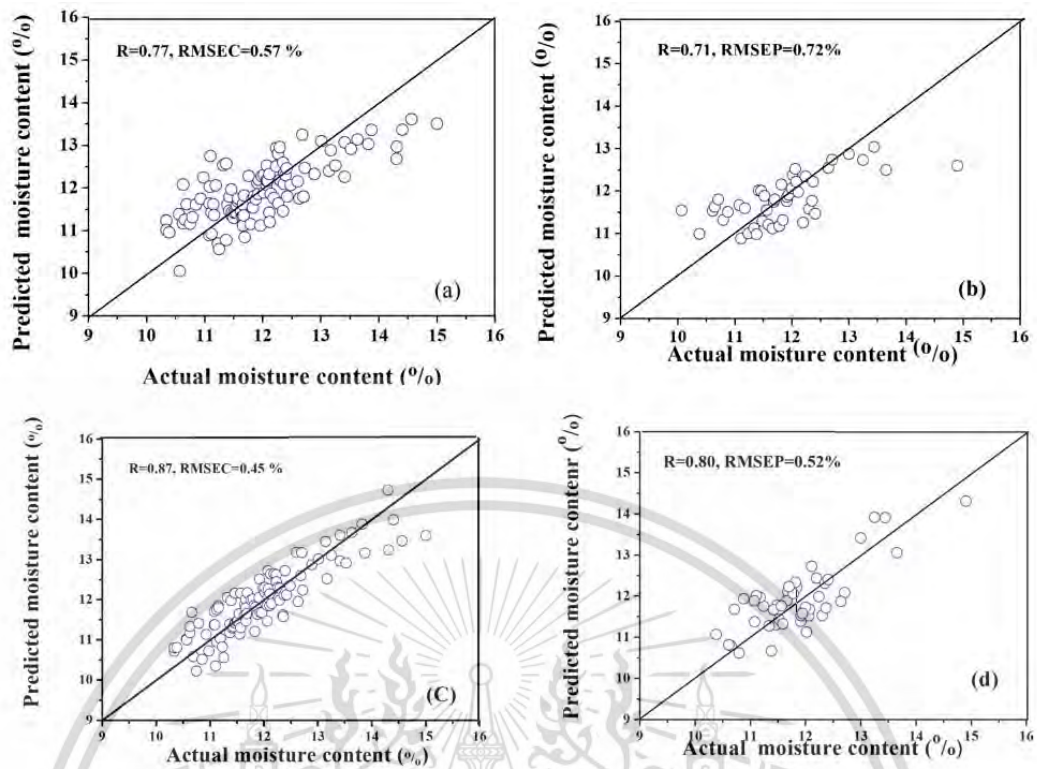 16
15
14
13
12
11
10
9
Predicted moisture content (%)
R=0.77, RMSEC=0.57 %
(a)
9 10 11 12 13 14 15 16
Actual moisture content (%)
16
15
14
13
12
11
10
9
Predicted moisture content (%)
R=0.71, RMSEP=0.72%
(b)
9 10 11 12 13 14 15 16
Actual moisture content (%)
16
15
14
13
12
11
10
9
Predicted moisture content (%)
R=0.87, RMSEC=0.45 %
(C)
9 10 11 12 13 14 15 16
Actual moisture content (%)
16
15
14
13
12
11
10
9
Predicted moisture contenr (%)
R=0.80, RMSEP=0.52%
(d)
9 10 11 12 13 14 15 16
Actual moisture content (%)